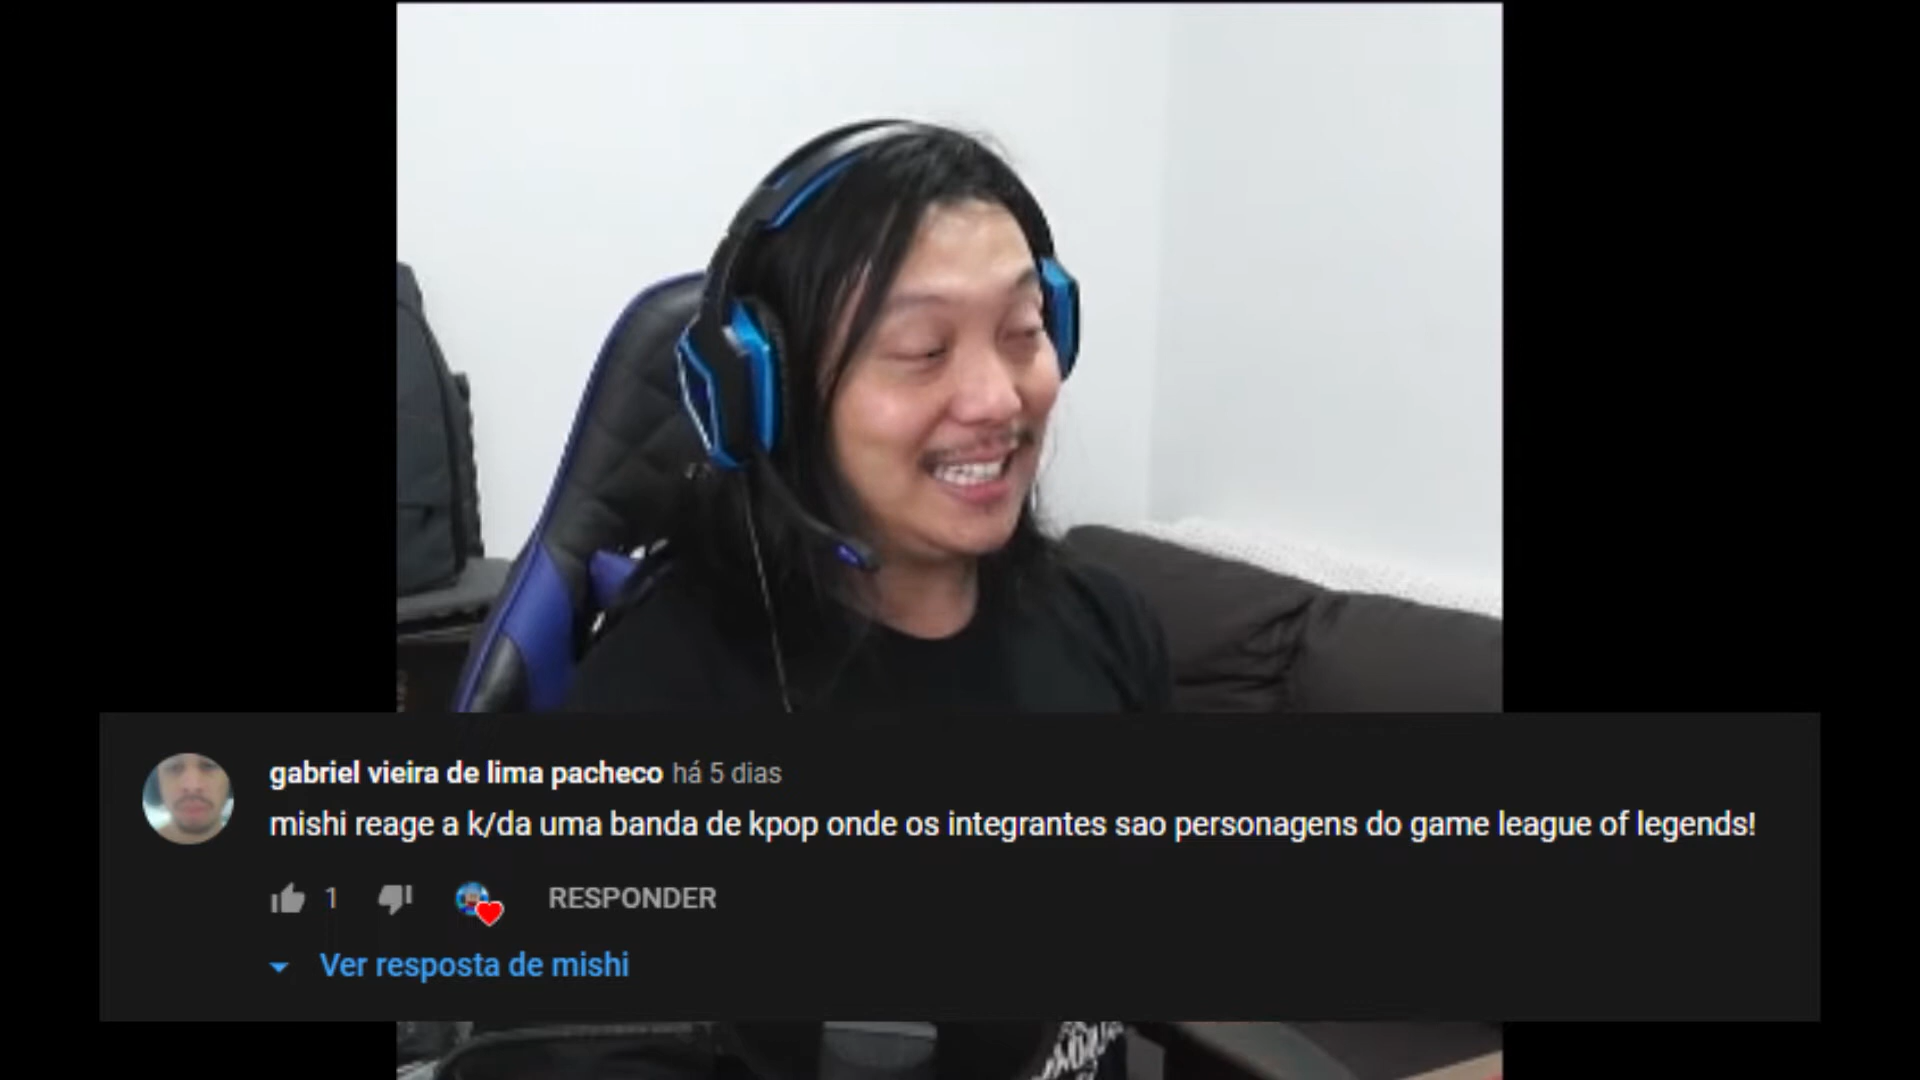 gabriel vieira de lima pacheco há 5 dias
mishi reage a k/da uma banda de kpop onde os integrantes sao personagens do game league of legends!
1
RESPONDER
Ver resposta de mishi